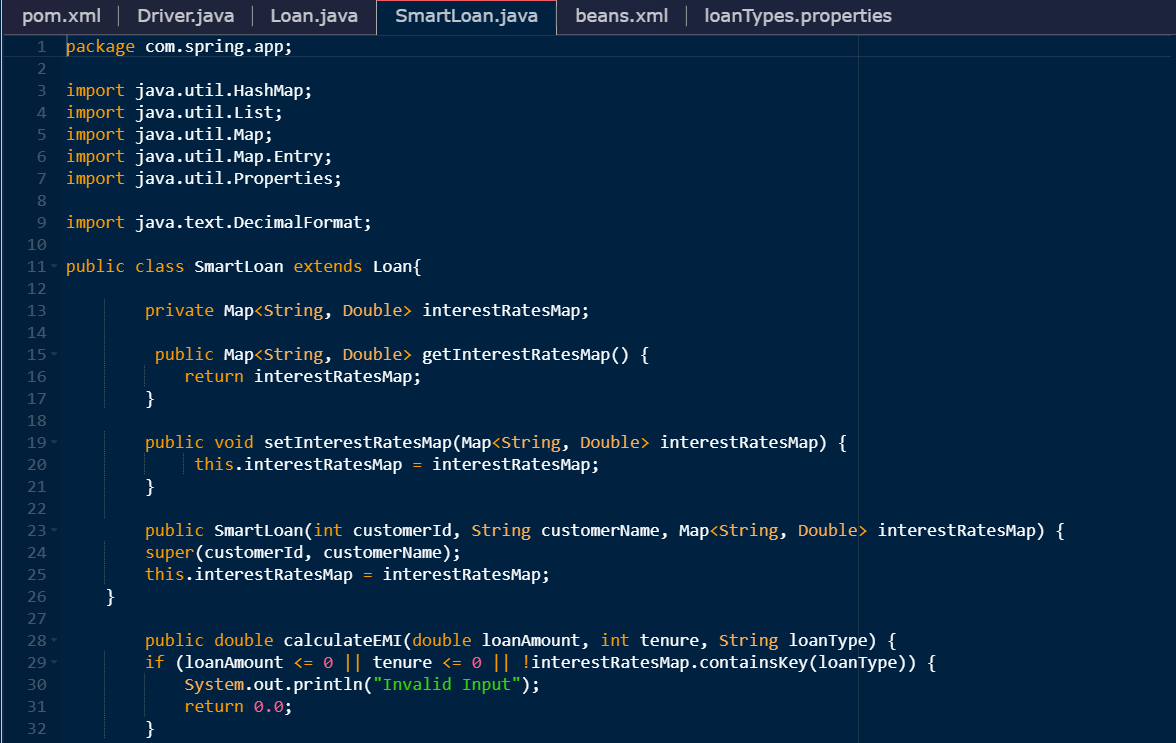 pom.xml | Driver.java | Loan.java | SmartLoan.java | beans.xml | loanTypes.properties
1 package com.spring.app;
2
3 import java.util.HashMap;
4 import java.util.List;
5 import java.util.Map;
6 import java.util.Map.Entry;
7 import java.util.Properties;
8
9 import java.text.DecimalFormat;
10
11 public class SmartLoan extends Loan{
12
13         private Map<String, Double> interestRatesMap;
14
15          public Map<String, Double> getInterestRatesMap() {
16             return interestRatesMap;
17         }
18
19         public void setInterestRatesMap(Map<String, Double> interestRatesMap) {
20              this.interestRatesMap = interestRatesMap;
21         }
22
23         public SmartLoan(int customerId, String customerName, Map<String, Double> interestRatesMap) {
24         super(customerId, customerName);
25         this.interestRatesMap = interestRatesMap;
26     }
27
28         public double calculateEMI(double loanAmount, int tenure, String loanType) {
29         if (loanAmount <= 0 || tenure <= 0 || !interestRatesMap.containsKey(loanType)) {
30             System.out.println("Invalid Input");
31             return 0.0;
32         }